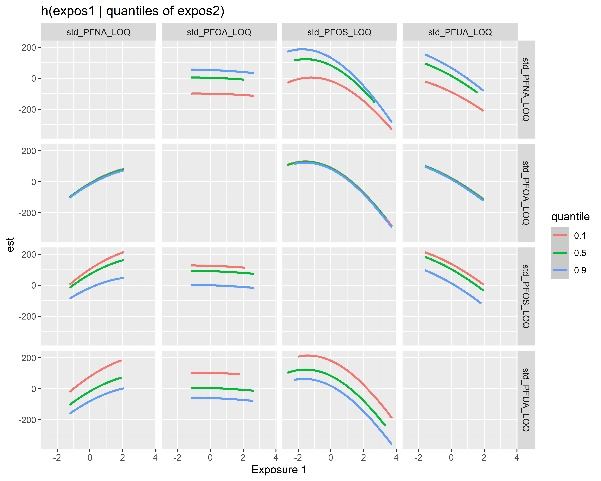 h(expos1 | quantiles of expos2)
std_PFNA_LOQ std_PFOA_LOQ std_PFOS_LOQ std_PFUA_LOQ
200
0
-200
std_PFNA_LOQ
200
0
-200
std_PFOA_LOQ
200
0
-200
std_PFOS_LOQ
200
0
-200
std_PFUA_LOQ
est
quantile
0.1
0.5
0.9
-2 0 2 4 -2 0 2 4 -2 0 2 4 -2 0 2 4
Exposure 1